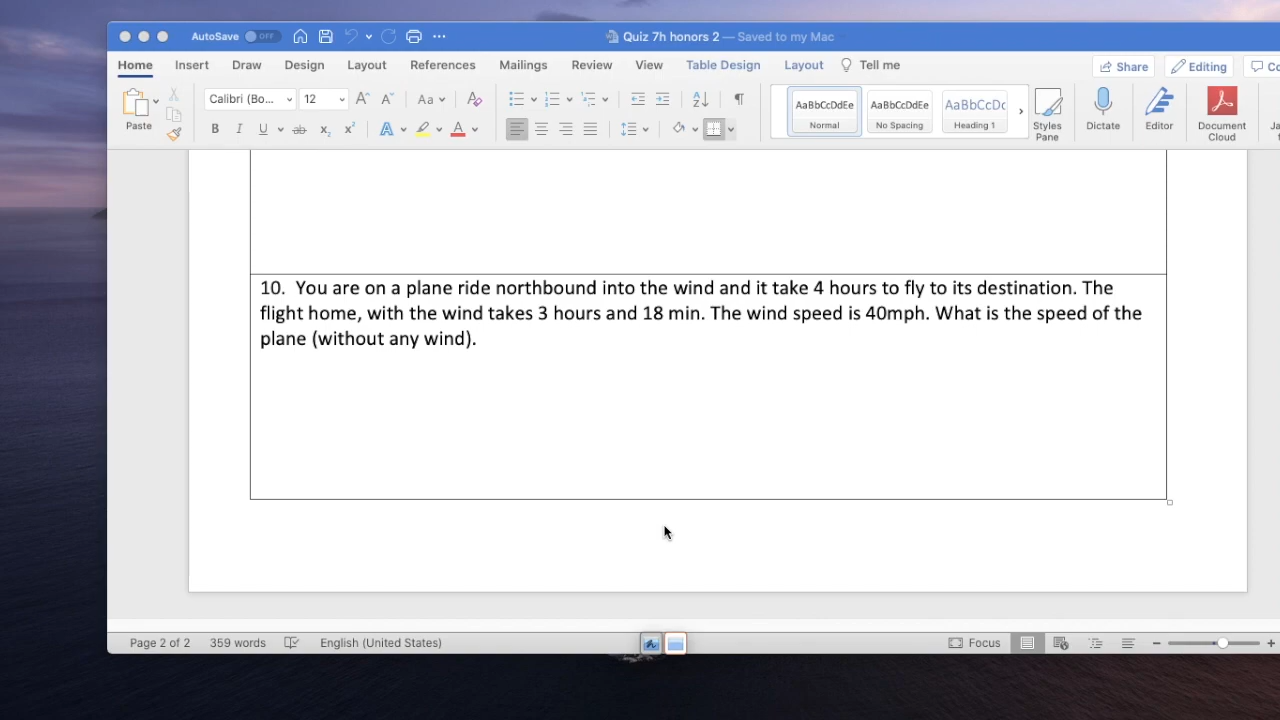 AutoSave OFF Quiz 7h honors 2 — Saved to my Mac
Home Insert Draw Design Layout References Mailings Review View Table Design Layout Tell me Share Editing
Paste Calibri (Bo... 12 Aa AaBbCcDdEe Normal AaBbCcDdEe No Spacing AaBbCcDc Heading 1 Styles Pane Dictate Editor Document Cloud
10. You are on a plane ride northbound into the wind and it take 4 hours to fly to its destination. The
flight home, with the wind takes 3 hours and 18 min. The wind speed is 40mph. What is the speed of the
plane (without any wind).
Page 2 of 2 359 words English (United States) Focus